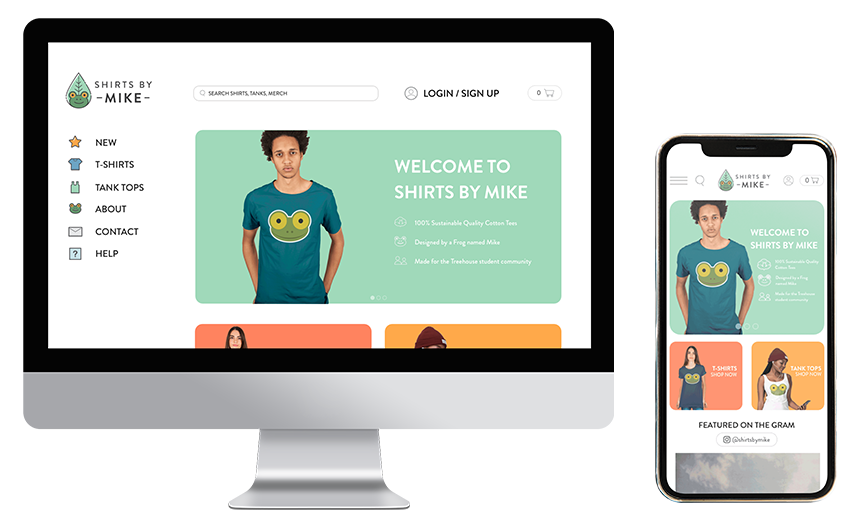 SHIRTS BY
-MIKE-
SEARCH SHIRTS, TANKS, MERCH
LOGIN / SIGN UP
0
NEW
T-SHIRTS
TANK TOPS
ABOUT
CONTACT
HELP
WELCOME TO
SHIRTS BY MIKE
100% Sustainable Quality Cotton Tees
Designed by a Frog named Mike
Made for the Treehouse student community
SHIRTS BY
-MIKE-
0
WELCOME TO
SHIRTS BY MIKE
100% Sustainable Quality
Cotton Tees
Designed by a Frog
named Mike
Made for the Treehouse
student community
T-SHIRTS
SHOP NOW
TANK TOPS
SHOP NOW
FEATURED ON THE GRAM
@shirtsbymike